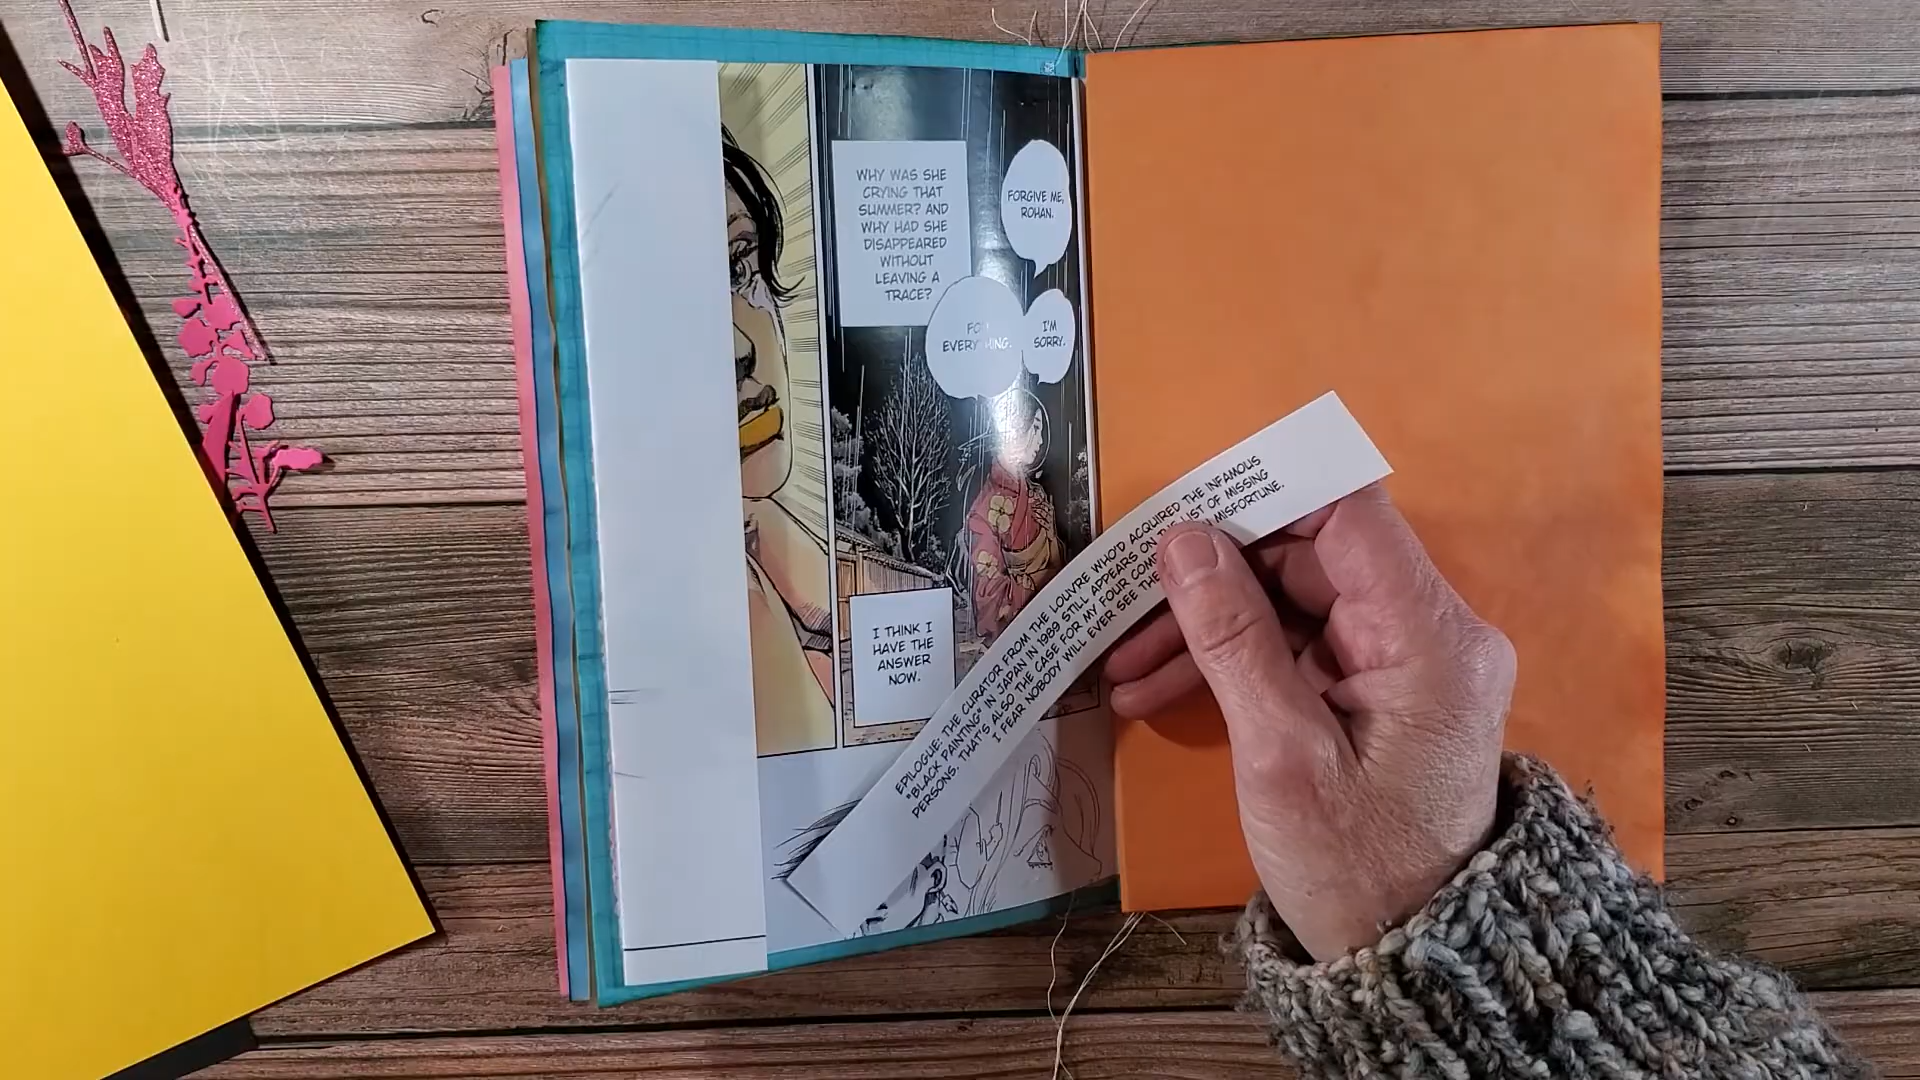 WHY WAS SHE
CRYING THAT
SUMMER? AND
WHY HAD SHE
DISAPPEARED
WITHOUT
LEAVING A
TRACE?
FORGIVE ME,
ROHAN.
I'M
SORRY.
I THINK I
HAVE THE
ANSWER
NOW.
EPILOGUE: THE CURATOR FROM THE LOUVRE WHO'D ACQUIRED THE INFAMOUS
"BLACK PAINTING" IN JAPAN IN 1989 STILL APPEARS ON LIST OF MISSING
PERSONS. THAT'S ALSO THE CASE FOR MY FOUR
I FEAR NOBODY WILL EVER SEE MISFORTUNE.